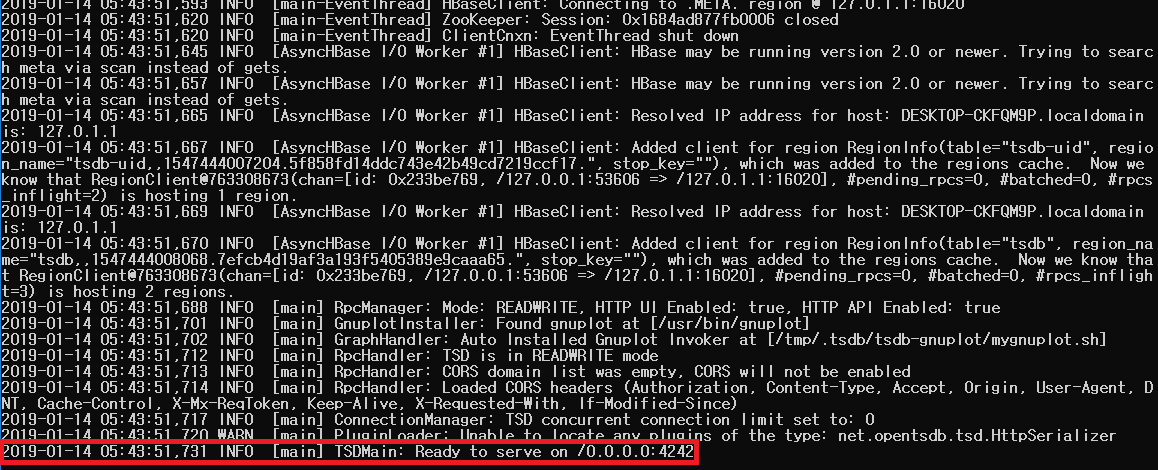 2019-01-14 05:43:51,593 INFO  [main-EventThread] HBaseClient: Connecting to .META. region @ 127.0.1.1:16020
2019-01-14 05:43:51,620 INFO  [main-EventThread] ZooKeeper: Session: 0x1684ad877fb0006 closed
2019-01-14 05:43:51,620 INFO  [main-EventThread] ClientCnxn: EventThread shut down
2019-01-14 05:43:51,645 INFO  [AsyncHBase I/O Worker #1] HBaseClient: HBase may be running version 2.0 or newer. Trying to searc
h meta via scan instead of gets.
2019-01-14 05:43:51,657 INFO  [AsyncHBase I/O Worker #1] HBaseClient: HBase may be running version 2.0 or newer. Trying to searc
h meta via scan instead of gets.
2019-01-14 05:43:51,665 INFO  [AsyncHBase I/O Worker #1] HBaseClient: Resolved IP address for host: DESKTOP-CKFQM9P.localdomain
is: 127.0.1.1
2019-01-14 05:43:51,667 INFO  [AsyncHBase I/O Worker #1] HBaseClient: Added client for region RegionInfo(table="tsdb-uid", regio
n_name="tsdb-uid,,1547444007204.5f858fd14ddc743e42b49cd7219ccf17.", stop_key=""), which was added to the regions cache.  Now we
know that RegionClient@763308673(chan=[id: 0x233be769, /127.0.0.1:53606 => /127.0.1.1:16020], #pending_rpcs=0, #batched=0, #rpcs
_inflight=2) is hosting 1 region.
2019-01-14 05:43:51,669 INFO  [AsyncHBase I/O Worker #1] HBaseClient: Resolved IP address for host: DESKTOP-CKFQM9P.localdomain
is: 127.0.1.1
2019-01-14 05:43:51,670 INFO  [AsyncHBase I/O Worker #1] HBaseClient: Added client for region RegionInfo(table="tsdb", region_na
me="tsdb,,1547444008068.7efcb4d19af3a193f5405389e9caaa65.", stop_key=""), which was added to the regions cache.  Now we know tha
t RegionClient@763308673(chan=[id: 0x233be769, /127.0.0.1:53606 => /127.0.1.1:16020], #pending_rpcs=0, #batched=0, #rpcs_infligh
t=3) is hosting 2 regions.
2019-01-14 05:43:51,688 INFO  [main] RpcManager: Mode: READWRITE, HTTP UI Enabled: true, HTTP API Enabled: true
2019-01-14 05:43:51,701 INFO  [main] GnuplotInstaller: Found gnuplot at [/usr/bin/gnuplot]
2019-01-14 05:43:51,702 INFO  [main] GraphHandler: Auto Installed Gnuplot Invoker at [/tmp/.tsdb/tsdb-gnuplot/mygnuplot.sh]
2019-01-14 05:43:51,712 INFO  [main] RpcHandler: TSD is in READWRITE mode
2019-01-14 05:43:51,713 INFO  [main] RpcHandler: CORS domain list was empty, CORS will not be enabled
2019-01-14 05:43:51,714 INFO  [main] RpcHandler: Loaded CORS headers (Authorization, Content-Type, Accept, Origin, User-Agent, D
NT, Cache-Control, X-Mx-ReqToken, Keep-Alive, X-Requested-With, If-Modified-Since)
2019-01-14 05:43:51,717 INFO  [main] ConnectionManager: TSD concurrent connection limit set to: 0
2019-01-14 05:43:51,720 WARN  [main] PluginLoader: Unable to locate any plugins of the type: net.opentsdb.tsd.HttpSerializer
2019-01-14 05:43:51,731 INFO  [main] TSDMain: Ready to serve on /0.0.0.0:4242